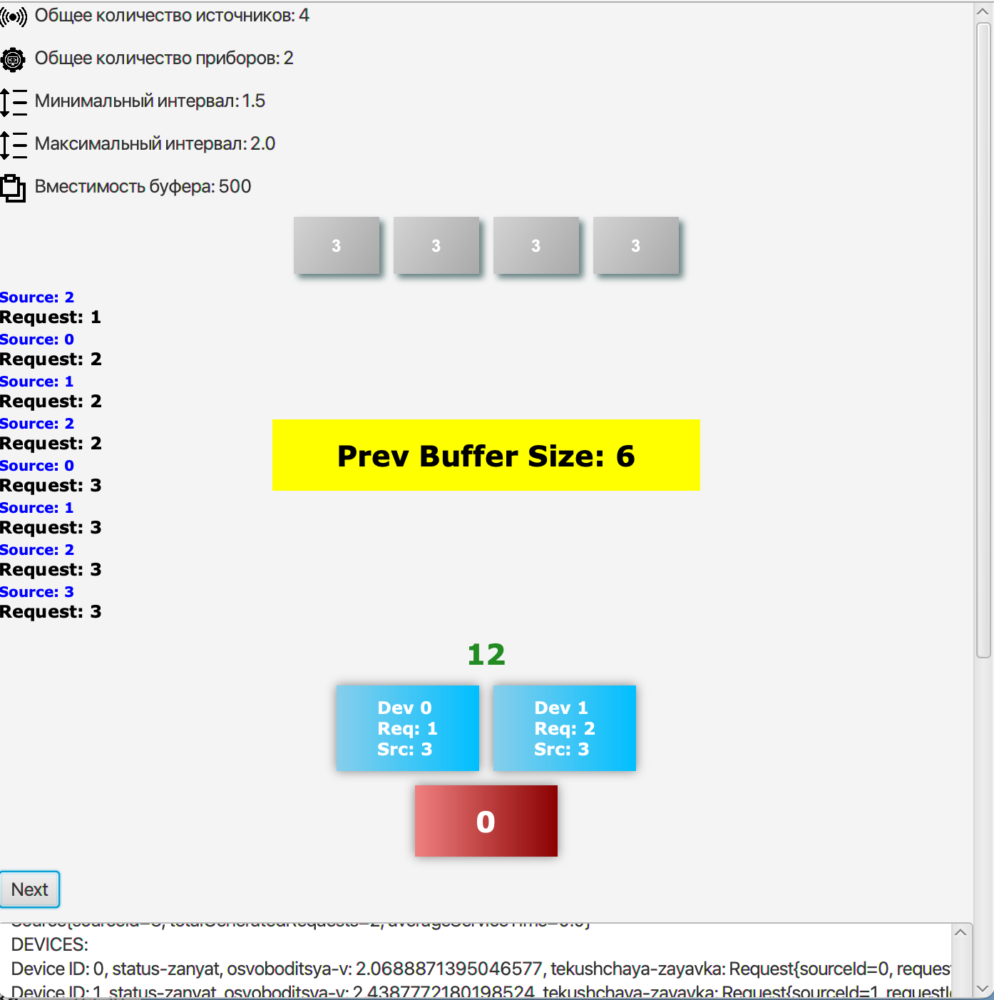 Общее количество источников: 4
Общее количество приборов: 2
Минимальный интервал: 1.5
Максимальный интервал: 2.0
Вместимость буфера: 500
3 3 3 3
Source: 2
Request: 1
Source: 0
Request: 2
Source: 1
Request: 2
Source: 2
Request: 2
Source: 0
Request: 3
Source: 1
Request: 3
Source: 2
Request: 3
Source: 3
Request: 3
Prev Buffer Size: 6
12
Dev 0
Req: 1
Src: 3
Dev 1
Req: 2
Src: 3
0
Next
DEVICES:
Device ID: 0, status-zanyat, osvoboditsya-v: 2.0688871395046577, tekushchaya-zayavka: Request{sourceId=0, request
Device ID: 1, status-zanyat, osvoboditsya-v: 2.4387772180198524, tekushchaya-zayavka: Request{sourceId=1, requestI